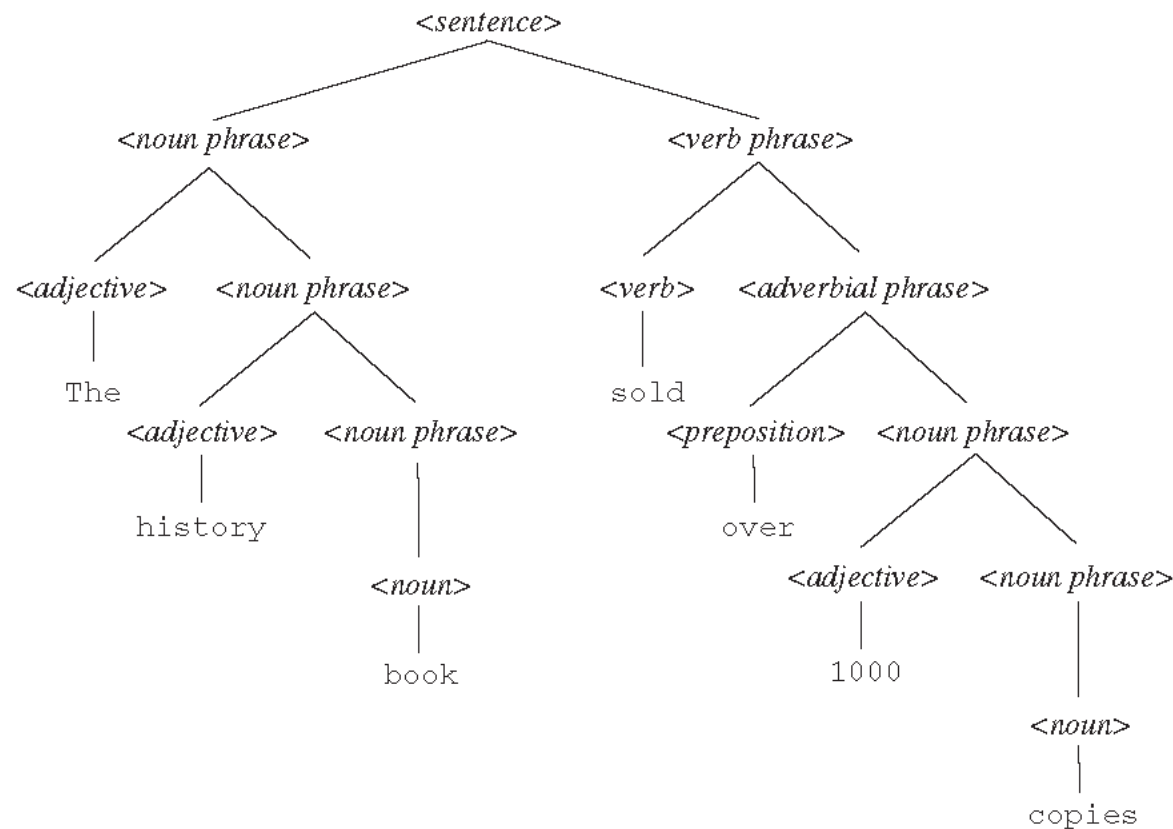 <sentence>
<noun phrase> <verb phrase>
<adjective> <noun phrase> <verb> <adverbial phrase>
The sold
<adjective> <noun phrase> <preposition> <noun phrase>
history over
<adjective> <noun phrase>
<noun>
book 1000
<noun>
copies